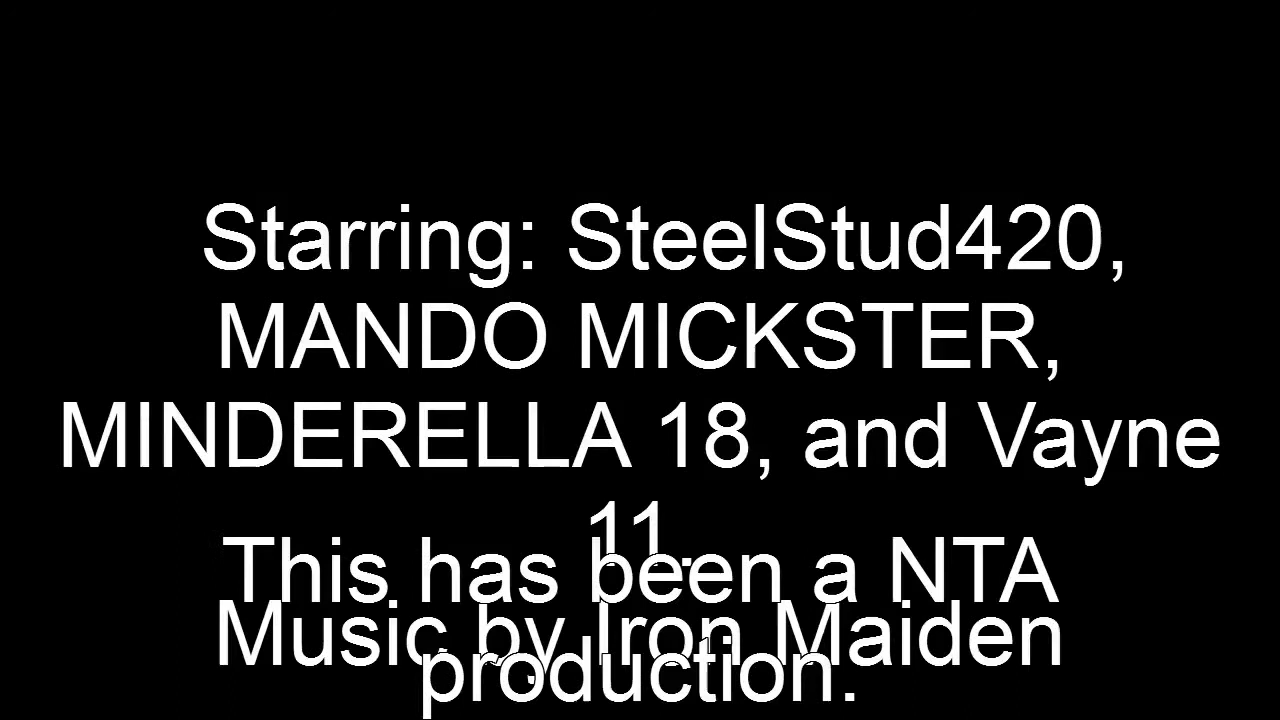 Starring: SteelStud420,
MANDO MICKSTER,
MINDERELLA 18, and Vayne
11.
This has been a NTA
Music by Iron Maiden
production.